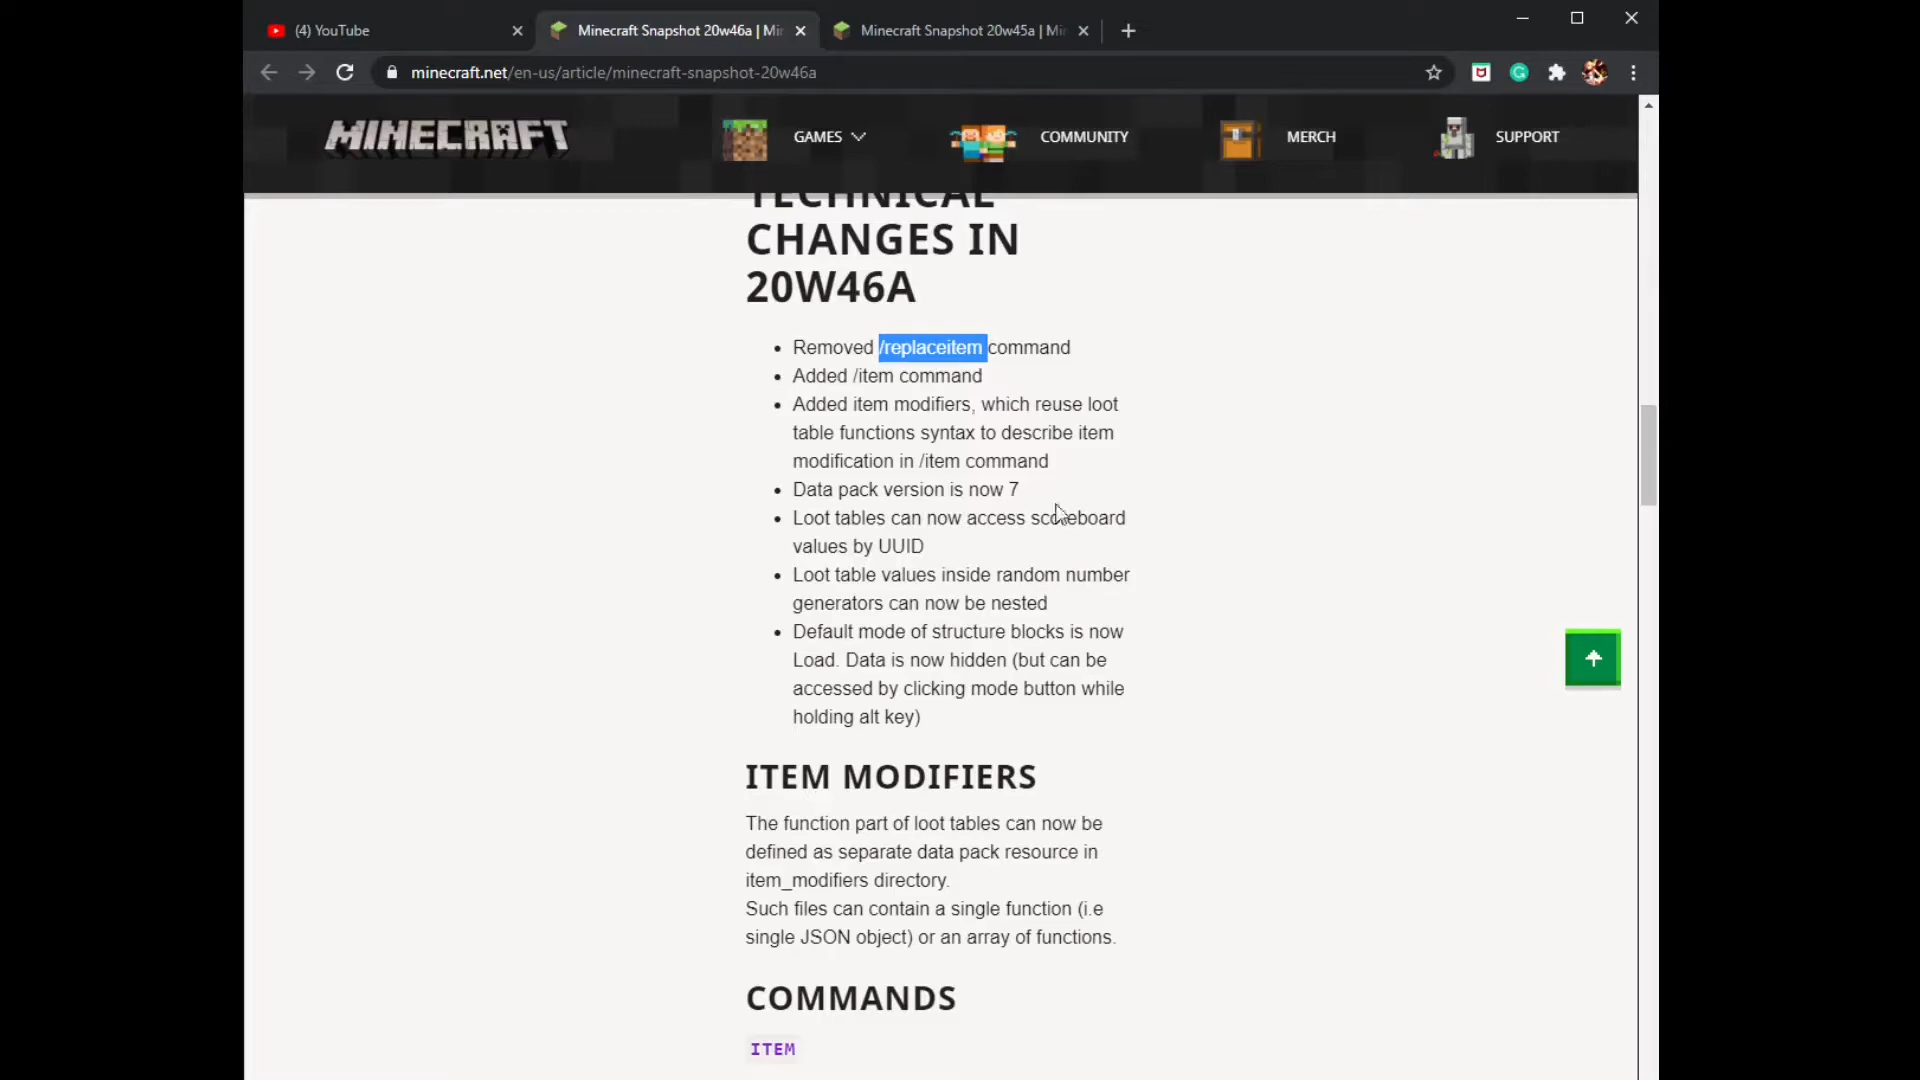 (4) YouTube
Minecraft Snapshot 20w46a | Mi
Minecraft Snapshot 20w45a | Mi
minecraft.net/en-us/article/minecraft-snapshot-20w46a
MINECRAFT
GAMES
COMMUNITY
MERCH
SUPPORT
TECHNICAL
CHANGES IN
20W46A
• Removed /replaceitem command
• Added /item command
• Added item modifiers, which reuse loot
table functions syntax to describe item
modification in /item command
• Data pack version is now 7
• Loot tables can now access scoreboard
values by UUID
• Loot table values inside random number
generators can now be nested
• Default mode of structure blocks is now
Load. Data is now hidden (but can be
accessed by clicking mode button while
holding alt key)
ITEM MODIFIERS
The function part of loot tables can now be
defined as separate data pack resource in
item_modifiers directory.
Such files can contain a single function (i.e
single JSON object) or an array of functions.
COMMANDS
ITEM